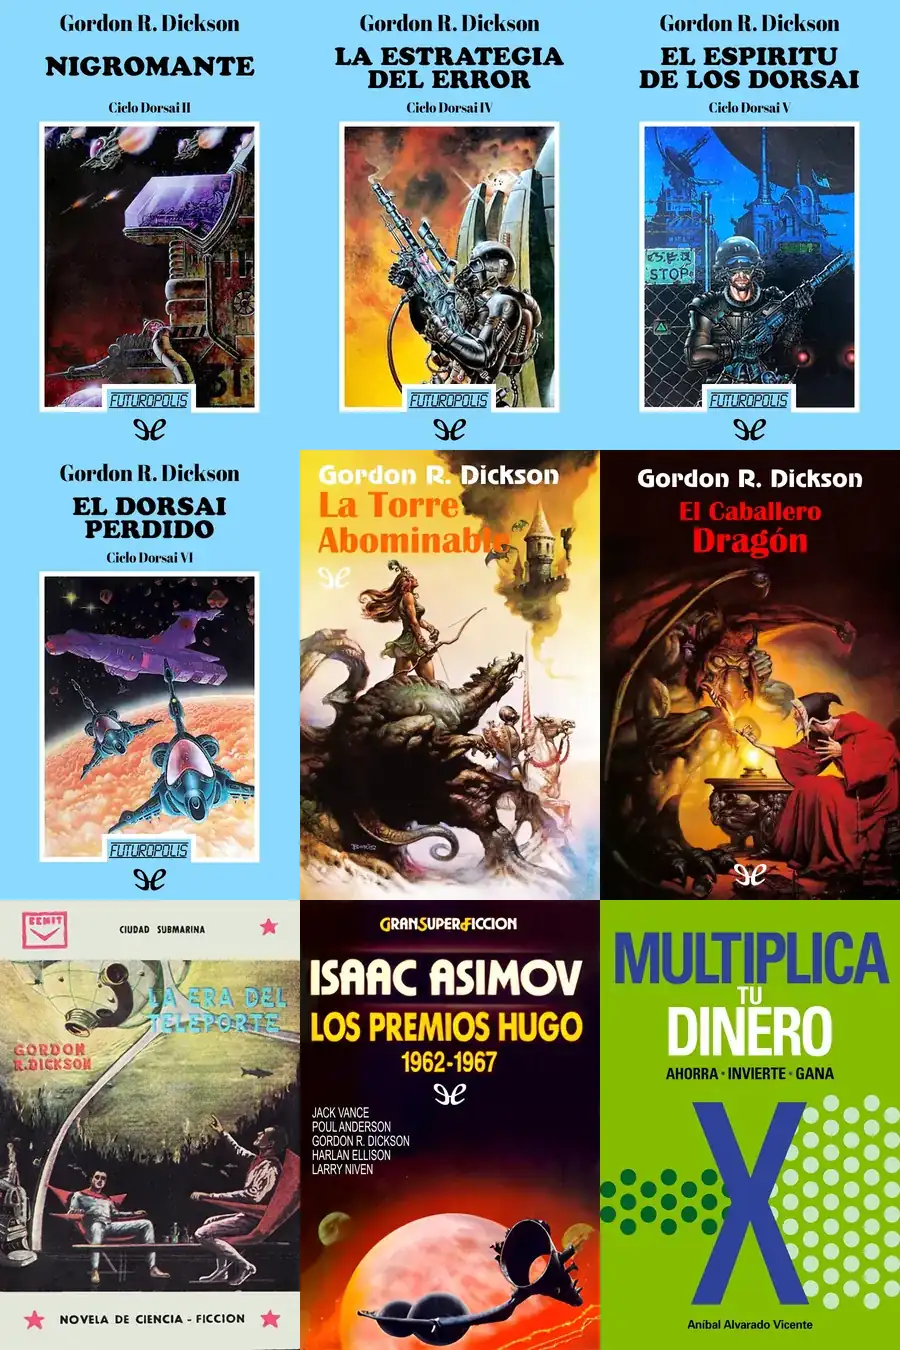 Gordon R. Dickson
NIGROMANTE
Ciclo Dorsai II
FUTUROPOLIS
Gordon R. Dickson
LA ESTRATEGIA
DEL ERROR
Ciclo Dorsai IV
FUTUROPOLIS
Gordon R. Dickson
EL ESPIRITU
DE LOS DORSAI
Ciclo Dorsai V
STOP
FUTUROPOLIS
Gordon R. Dickson
EL DORSAI
PERDIDO
Ciclo Dorsai VI
FUTUROPOLIS
Gordon R. Dickson
La Torre
Abominable
Gordon R. Dickson
El Caballero
Dragón
CIUDAD SUBMARINA
LA ERA DEL
TELEPORTE
GORDON
R. DICKSON
NOVELA DE CIENCIA - FICCION
GRANSUPERFICCION
ISAAC ASIMOV
LOS PREMIOS HUGO
1962-1967
JACK VANCE
POUL ANDERSON
GORDON R. DICKSON
HARLAN ELLISON
LARRY NIVEN
MULTIPLICA
TU
DINERO
AHORRA · INVIERTE · GANA
X
Aníbal Alvarado Vicente